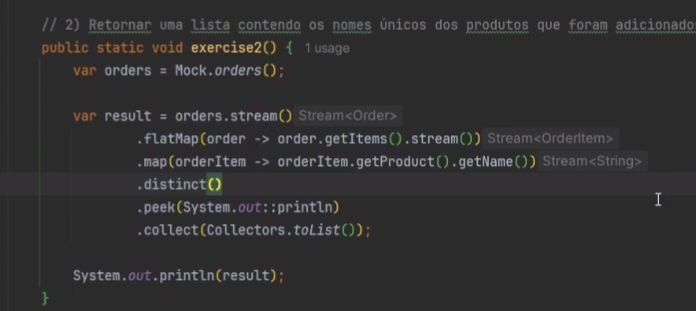 // 2) Retornar uma lista contendo os nomes únicos dos produtos que foram adicionados
public static void exercise2() { 1 usage
var orders = Mock.orders();
var result = orders.stream() Stream<Order>
.flatMap(order -> order.getItems().stream()) Stream<OrderItem>
.map(orderItem -> orderItem.getProduct().getName()) Stream<String>
.distinct()
.peek(System.out::println)
.collect(Collectors.toList());
System.out.println(result);
}